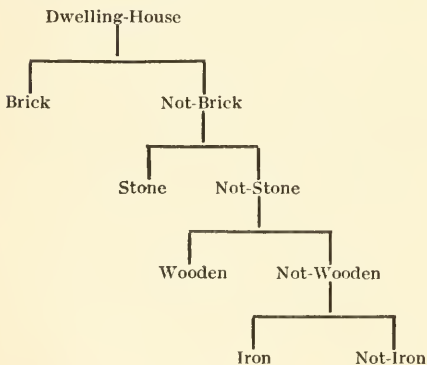 Dwelling-House
Brick Not-Brick
Stone Not-Stone
Wooden Not-Wooden
Iron Not-Iron